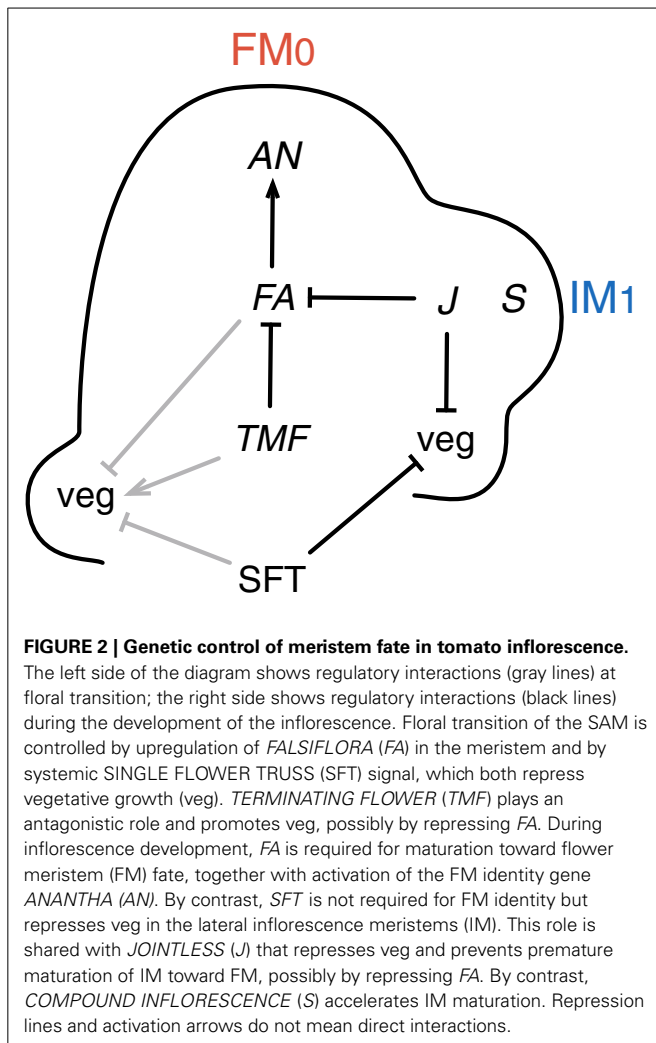 FM0
AN
FA
J
S
IM1
TMF
veg
veg
SFT
FIGURE 2 | Genetic control of meristem fate in tomato inflorescence.
The left side of the diagram shows regulatory interactions (gray lines) at
floral transition; the right side shows regulatory interactions (black lines)
during the development of the inflorescence. Floral transition of the SAM is
controlled by upregulation of FALSIFLORA (FA) in the meristem and by
systemic SINGLE FLOWER TRUSS (SFT) signal, which both repress
vegetative growth (veg). TERMINATING FLOWER (TMF) plays an
antagonistic role and promotes veg, possibly by repressing FA. During
inflorescence development, FA is required for maturation toward flower
meristem (FM) fate, together with activation of the FM identity gene
ANANTHA (AN). By contrast, SFT is not required for FM identity but
represses veg in the lateral inflorescence meristems (IM). This role is
shared with JOINTLESS (J) that represses veg and prevents premature
maturation of IM toward FM, possibly by repressing FA. By contrast,
COMPOUND INFLORESCENCE (S) accelerates IM maturation. Repression
lines and activation arrows do not mean direct interactions.